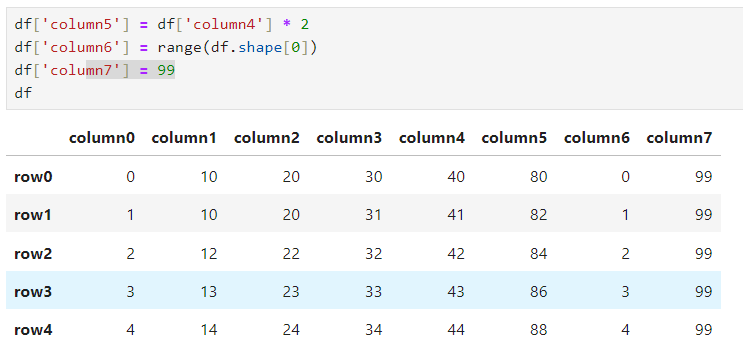 df['column5'] = df['column4'] * 2
df['column6'] = range(df.shape[0])
df['column7'] = 99
df
column0 column1 column2 column3 column4 column5 column6 column7
row0 0 10 20 30 40 80 0 99
row1 1 10 20 31 41 82 1 99
row2 2 12 22 32 42 84 2 99
row3 3 13 23 33 43 86 3 99
row4 4 14 24 34 44 88 4 99